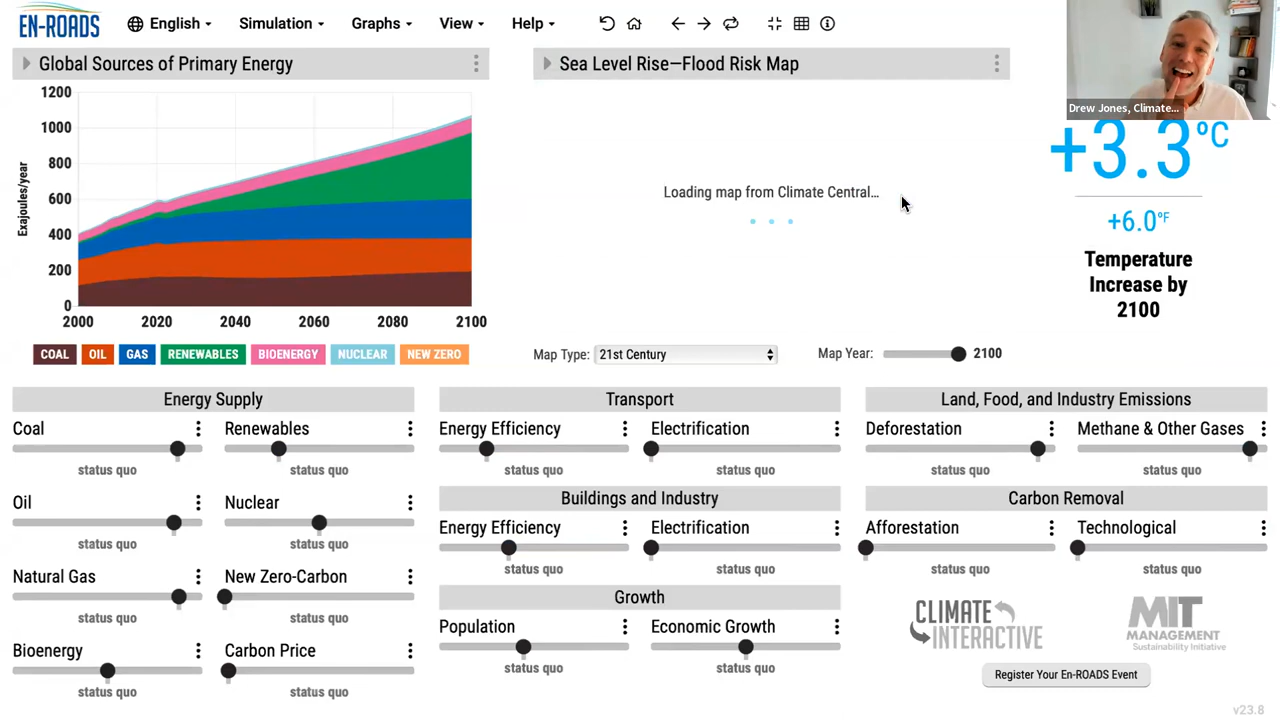 EN-ROADS
English
Simulation
Graphs
View
Help
Drew Jones, Climate...
Global Sources of Primary Energy
Sea Level Rise—Flood Risk Map
1200
1000
800
600
400
200
0
Exajoules/year
2000 2020 2040 2060 2080 2100
COAL OIL GAS RENEWABLES BIOENERGY NUCLEAR NEW ZERO
Loading map from Climate Central...
Map Type: 21st Century
Map Year: 2100
+3.3°C
+6.0°F
Temperature
Increase by
2100
Energy Supply
Coal
status quo
Renewables
status quo
Oil
status quo
Nuclear
status quo
Natural Gas
status quo
New Zero-Carbon
status quo
Bioenergy
status quo
Carbon Price
status quo
Transport
Energy Efficiency
status quo
Electrification
status quo
Buildings and Industry
Energy Efficiency
status quo
Electrification
status quo
Growth
Population
status quo
Economic Growth
status quo
Land, Food, and Industry Emissions
Deforestation
status quo
Methane & Other Gases
status quo
Carbon Removal
Afforestation
status quo
Technological
status quo
CLIMATE
INTERACTIVE
MIT
MANAGEMENT
Sustainability Initiative
Register Your En-ROADS Event
v23.8